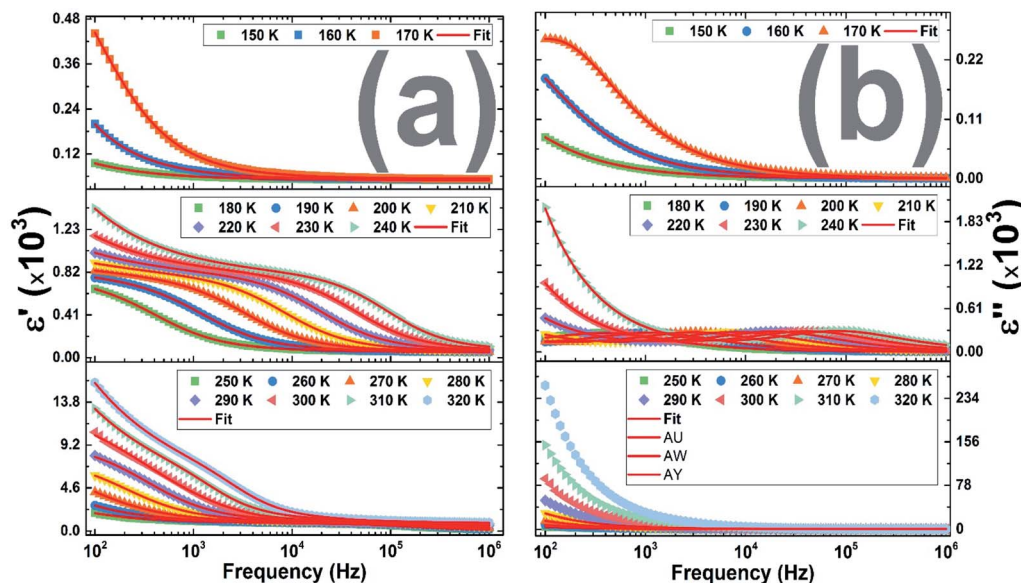 150 K 160 K 170 K Fit
0.48
0.36
0.24
0.12
(a)
180 K 190 K 200 K 210 K
220 K 230 K 240 K Fit
1.23
0.82
0.41
0.00
250 K 260 K 270 K 280 K
290 K 300 K 310 K 320 K
Fit
13.8
9.2
4.6
0.0
ε' (×10³)
10² 10³ 10⁴ 10⁵ 10⁶
Frequency (Hz)
150 K 160 K 170 K Fit
0.22
0.11
0.00
(b)
180 K 190 K 200 K 210 K
220 K 230 K 240 K Fit
1.83
1.22
0.61
0.00
250 K 260 K 270 K 280 K
290 K 300 K 310 K 320 K
Fit
AU
AW
AY
234
156
78
0
ε'' (×10³)
10² 10³ 10⁴ 10⁵ 10⁶
Frequency (Hz)